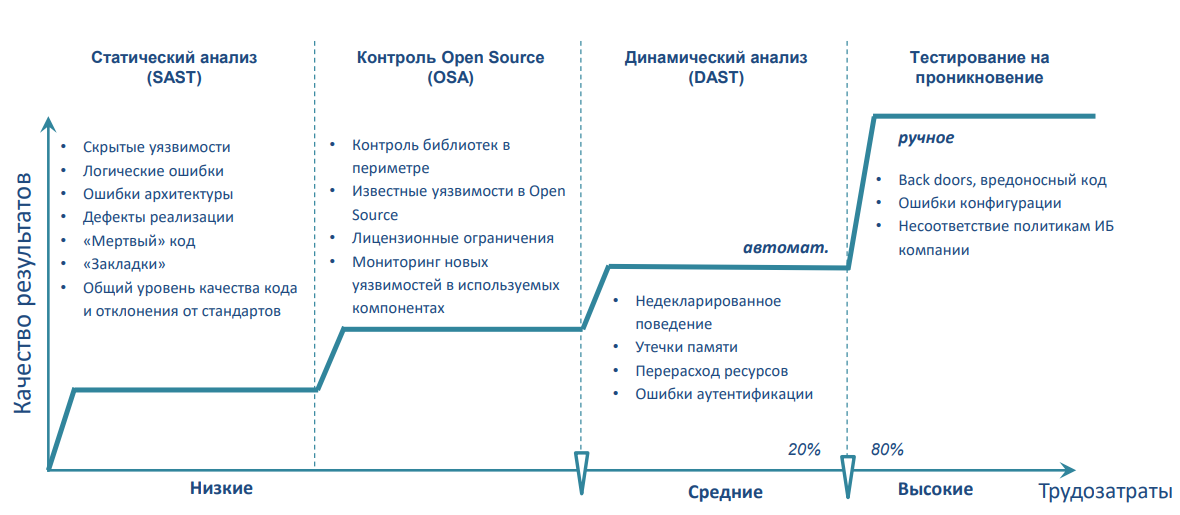 Статический анализ
(SAST)
Контроль Open Source
(OSA)
Динамический анализ
(DAST)
Тестирование на
проникновение
Качество результатов
• Скрытые уязвимости
• Логические ошибки
• Ошибки архитектуры
• Дефекты реализации
• «Мертвый» код
• «Закладки»
• Общий уровень качества кода
и отклонения от стандартов
• Контроль библиотек в
периметре
• Известные уязвимости в Open
Source
• Лицензионные ограничения
• Мониторинг новых
уязвимостей в используемых
компонентах
автомат.
• Недекларированное
поведение
• Утечки памяти
• Перерасход ресурсов
• Ошибки аутентификации
ручное
• Back doors, вредоносный код
• Ошибки конфигурации
• Несоответствие политикам ИБ
компании
20%
80%
Низкие
Средние
Высокие
Трудозатраты